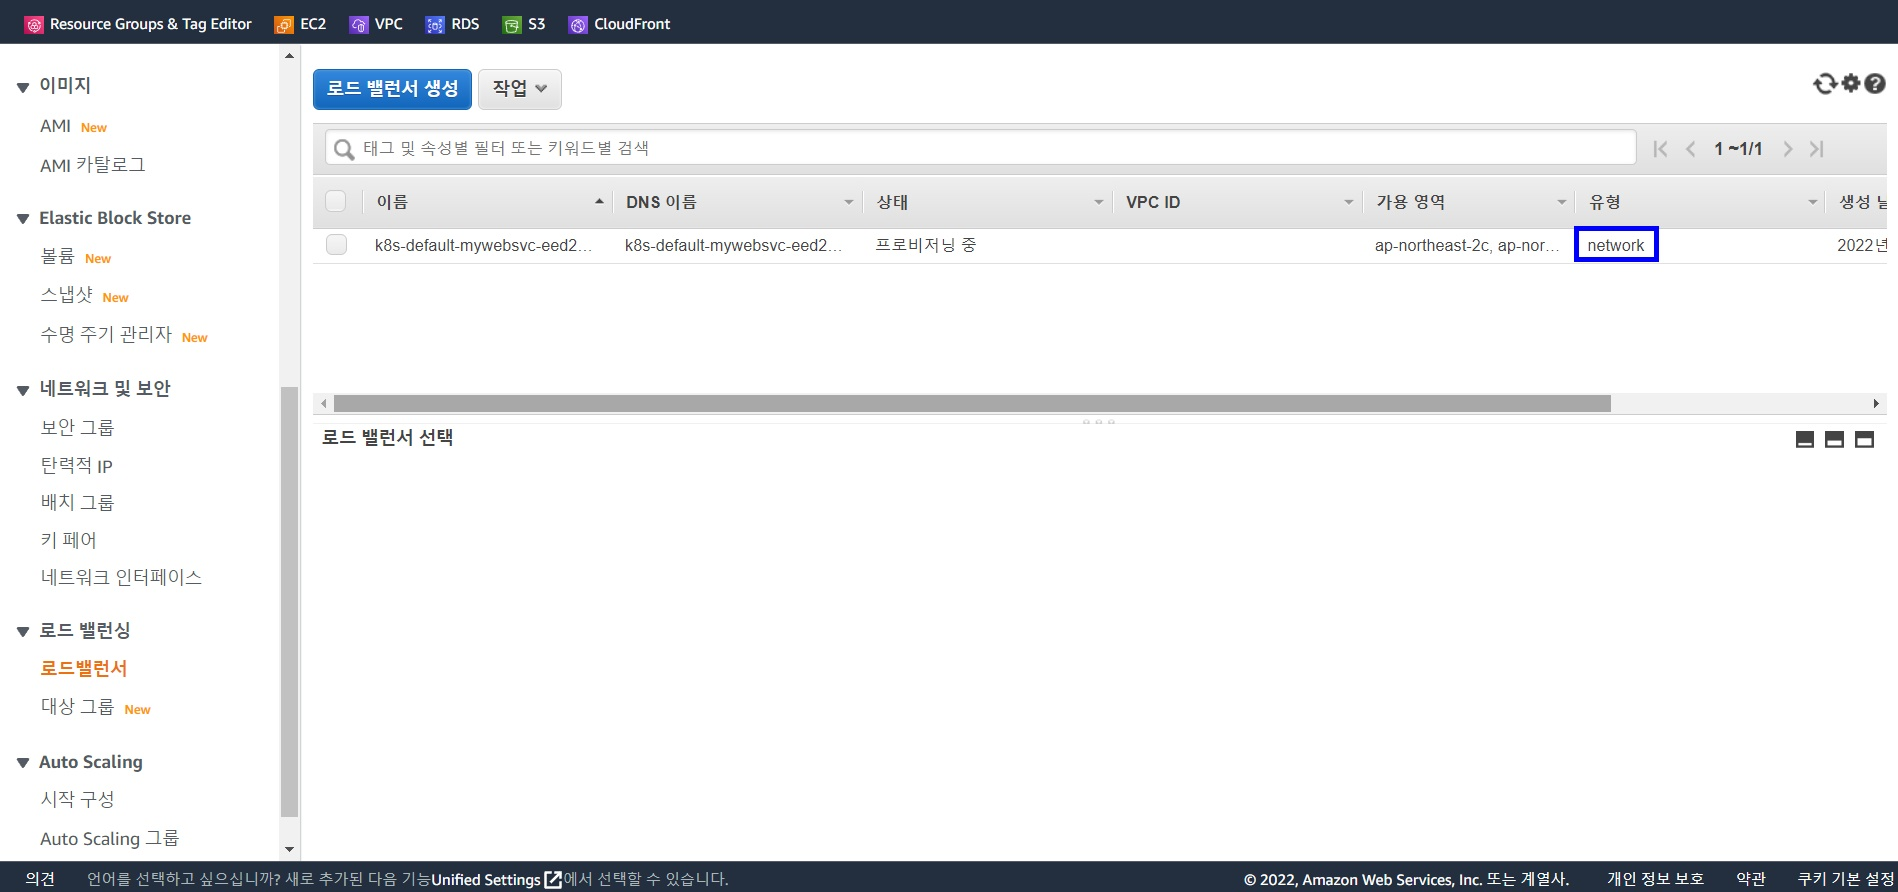 Resource Groups & Tag Editor EC2 VPC RDS S3 CloudFront
이미지
AMI New
AMI 카탈로그
Elastic Block Store
볼륨 New
스냅샷 New
수명 주기 관리자 New
네트워크 및 보안
보안 그룹
탄력적 IP
배치 그룹
키 페어
네트워크 인터페이스
로드 밸런싱
로드밸런서
대상 그룹 New
Auto Scaling
시작 구성
Auto Scaling 그룹
로드 밸런서 생성 작업
태그 및 속성별 필터 또는 키워드별 검색 1 ~1/1
이름 DNS 이름 상태 VPC ID 가용 영역 유형 생성
k8s-default-mywebsvc-eed2... k8s-default-mywebsvc-eed2... 프로비저닝 중 ap-northeast-2c, ap-nor... network 2022년
로드 밸런서 선택
의견 언어를 선택하고 싶으십니까? 새로 추가된 다음 기능Unified Settings에서 선택할 수 있습니다. © 2022, Amazon Web Services, Inc. 또는 계열사. 개인 정보 보호 약관 쿠키 기본 설정